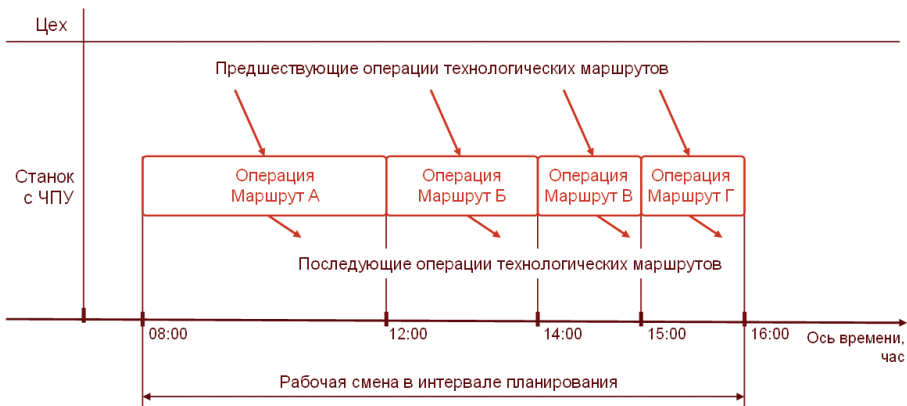 Цех
Предшествующие операции технологических маршрутов
Станок
с ЧПУ
Операция
Маршрут А
Операция
Маршрут Б
Операция
Маршрут В
Операция
Маршрут Г
Последующие операции технологических маршрутов
08:00
12:00
14:00
15:00
16:00
Ось времени,
час
Рабочая смена в интервале планирования